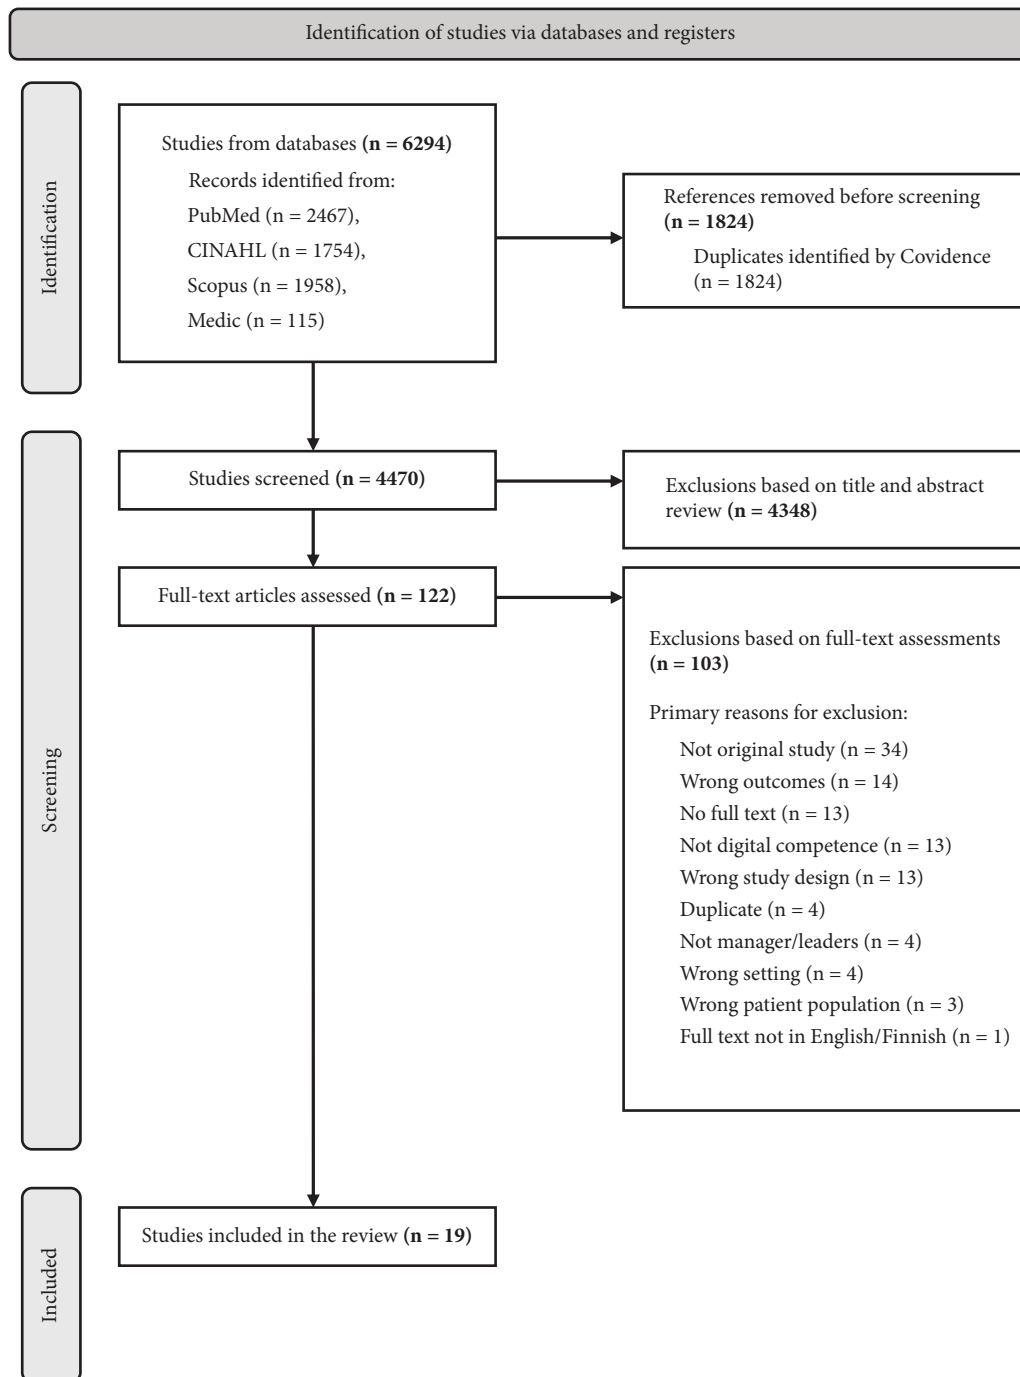 Identification of studies via databases and registers
Identification
Studies from databases (n = 6294)
Records identified from:
PubMed (n = 2467),
CINAHL (n = 1754),
Scopus (n = 1958),
Medic (n = 115)
References removed before screening
(n = 1824)
Duplicates identified by Covidence
(n = 1824)
Screening
Studies screened (n = 4470)
Exclusions based on title and abstract
review (n = 4348)
Full-text articles assessed (n = 122)
Exclusions based on full-text assessments
(n = 103)
Primary reasons for exclusion:
Not original study (n = 34)
Wrong outcomes (n = 14)
No full text (n = 13)
Not digital competence (n = 13)
Wrong study design (n = 13)
Duplicate (n = 4)
Not manager/leaders (n = 4)
Wrong setting (n = 4)
Wrong patient population (n = 3)
Full text not in English/Finnish (n = 1)
Included
Studies included in the review (n = 19)